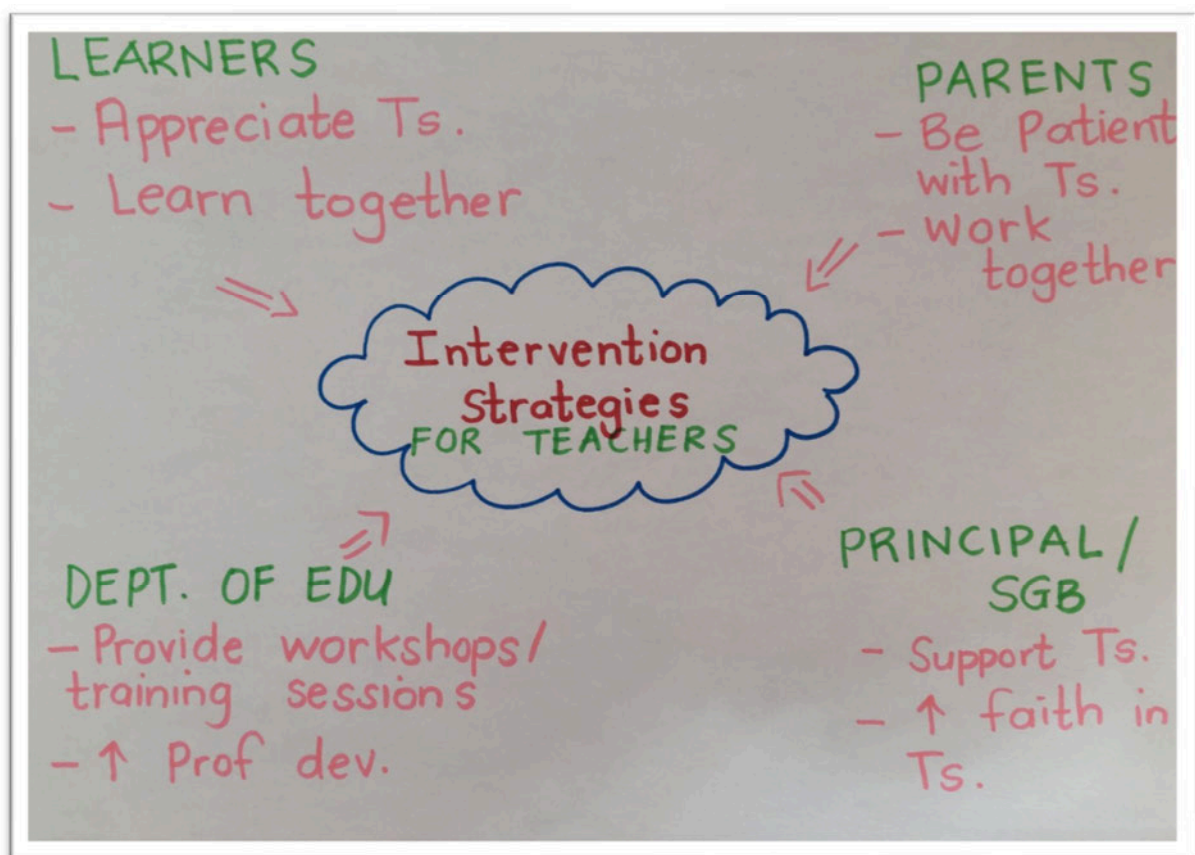 LEARNERS
- Appreciate Ts.
- Learn together
PARENTS
- Be Patient
with Ts.
- Work
together
Intervention
Strategies
FOR TEACHERS
DEPT. OF EDU
- Provide workshops/
training sessions
- ↑ Prof dev.
PRINCIPAL/
SGB
- Support Ts.
- ↑ faith in
Ts.